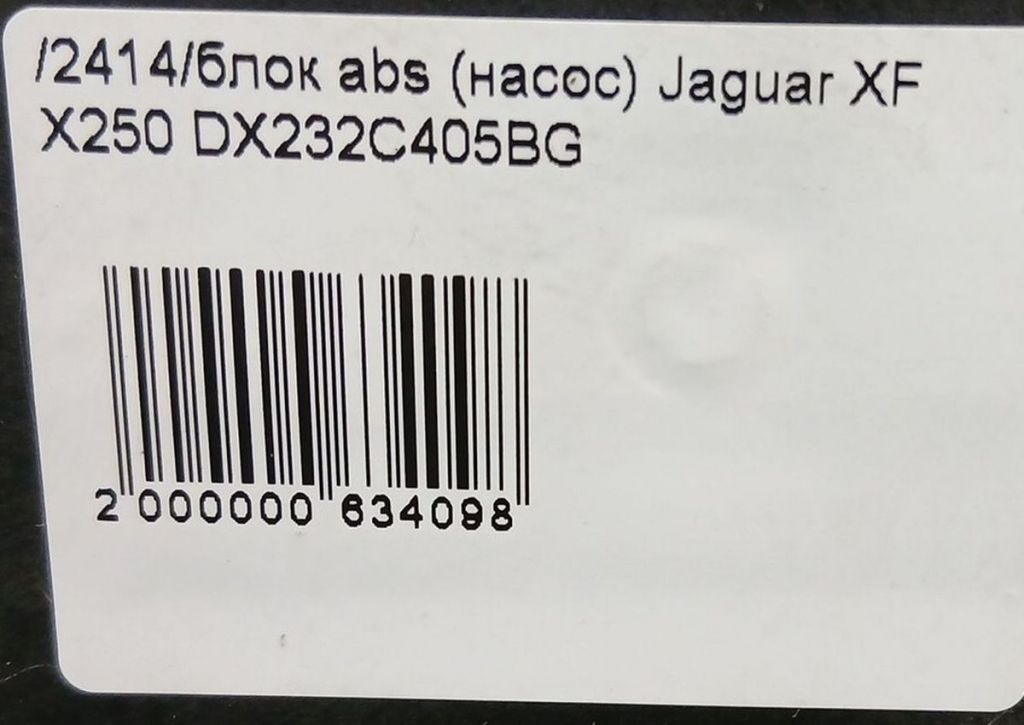 /2414/блок abs (насос) Jaguar XF
X250 DX232C405BG
2 000000 634098